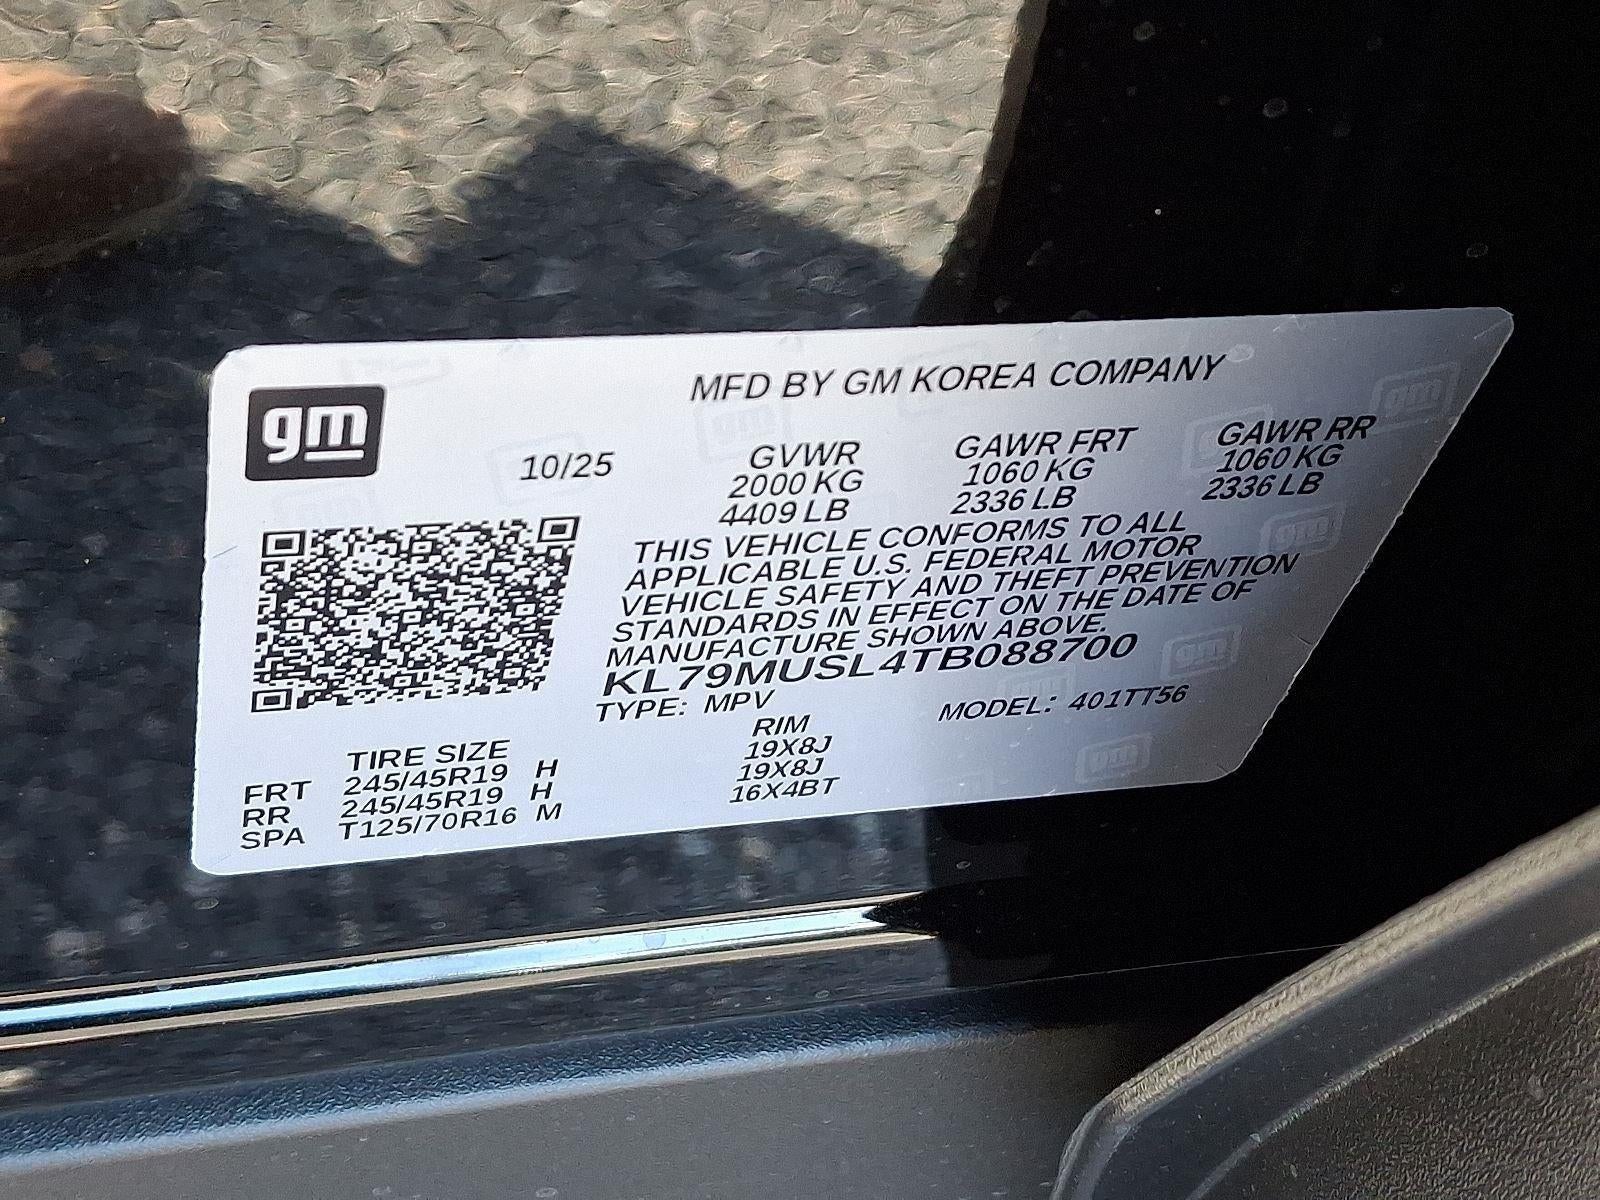 gm
MFD BY GM KOREA COMPANY
10/25
GVWR GAWR FRT GAWR RR
2000 KG 1060 KG 1060 KG
4409 LB 2336 LB 2336 LB
THIS VEHICLE CONFORMS TO ALL
APPLICABLE U.S. FEDERAL MOTOR
VEHICLE SAFETY AND THEFT PREVENTION
STANDARDS IN EFFECT ON THE DATE OF
MANUFACTURE SHOWN ABOVE.
KL79MUSL4TB088700
TYPE: MPV MODEL: 401TT56
TIRE SIZE RIM
FRT 245/45R19 H 19X8J
RR 245/45R19 H 19X8J
SPA T125/70R16 M 16X4BT